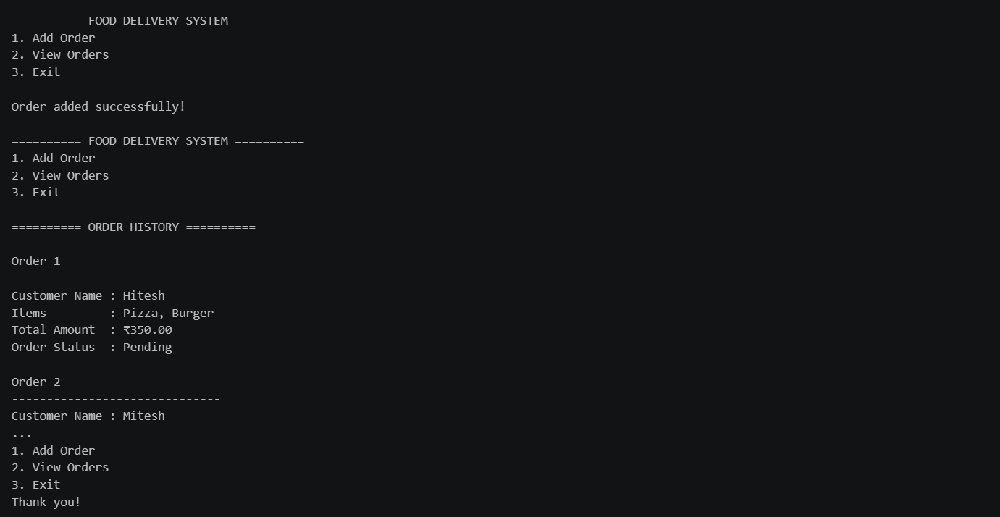 ========== FOOD DELIVERY SYSTEM ==========
1. Add Order
2. View Orders
3. Exit
Order added successfully!
========== FOOD DELIVERY SYSTEM ==========
1. Add Order
2. View Orders
3. Exit
========== ORDER HISTORY ==========
Order 1
------------------------------
Customer Name : Hitesh
Items         : Pizza, Burger
Total Amount  : ₹350.00
Order Status  : Pending
Order 2
------------------------------
Customer Name : Mitesh
...
1. Add Order
2. View Orders
3. Exit
Thank you!